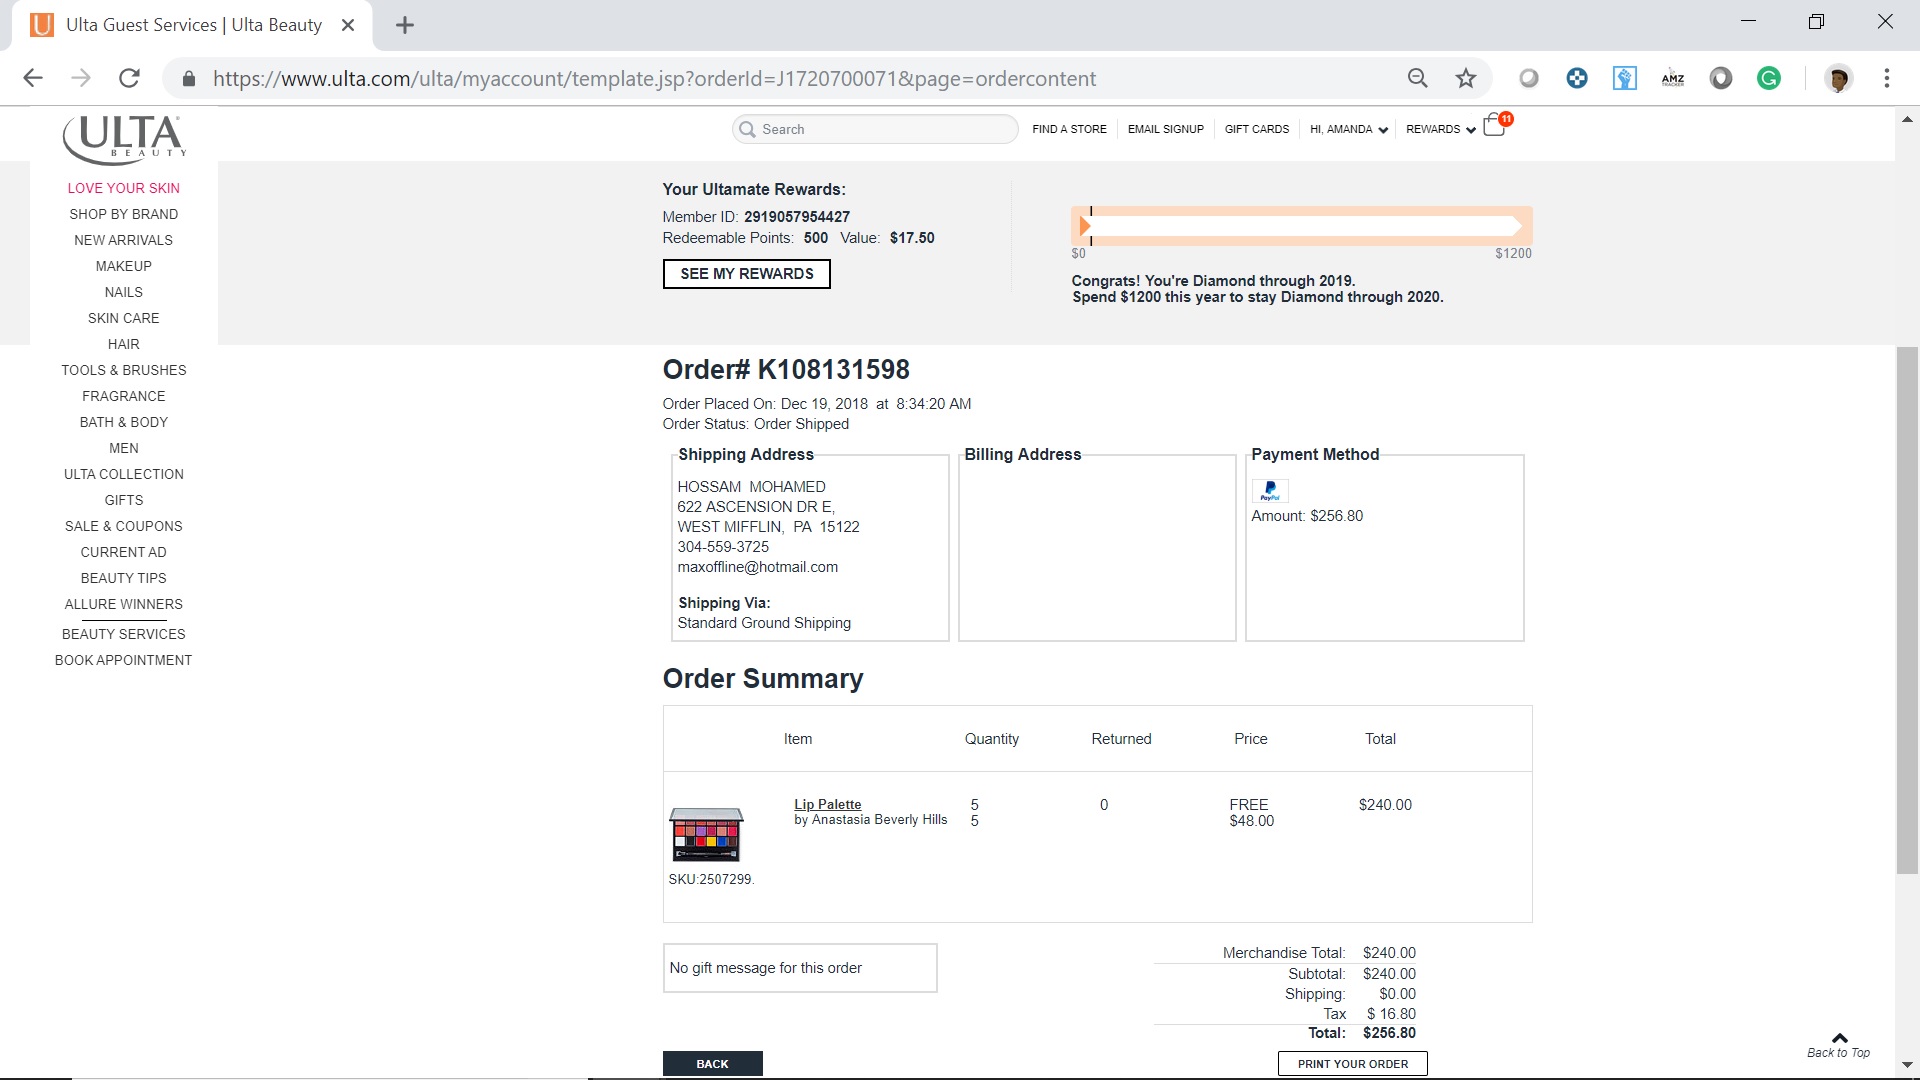 Ulta Guest Services | Ulta Beauty
https://www.ulta.com/ulta/myaccount/template.jsp?orderId=J1720700071&page=ordercontent
AMZ
TRACKER
ULTA
BEAUTY
Search
FIND A STORE
EMAIL SIGNUP
GIFT CARDS
HI, AMANDA
REWARDS
11
LOVE YOUR SKIN
SHOP BY BRAND
NEW ARRIVALS
MAKEUP
NAILS
SKIN CARE
HAIR
TOOLS & BRUSHES
FRAGRANCE
BATH & BODY
MEN
ULTA COLLECTION
GIFTS
SALE & COUPONS
CURRENT AD
BEAUTY TIPS
ALLURE WINNERS
BEAUTY SERVICES
BOOK APPOINTMENT
Your Ultamate Rewards:
Member ID: 2919057954427
Redeemable Points: 500 Value: $17.50
SEE MY REWARDS
$0 $1200
Congrats! You're Diamond through 2019.
Spend $1200 this year to stay Diamond through 2020.
Order# K108131598
Order Placed On: Dec 19, 2018 at 8:34:20 AM
Order Status: Order Shipped
Shipping Address
HOSSAM MOHAMED
622 ASCENSION DR E,
WEST MIFFLIN, PA 15122
304-559-3725
maxoffline@hotmail.com
Shipping Via:
Standard Ground Shipping
Billing Address
Payment Method
PayPal
Amount: $256.80
Order Summary
Item Quantity Returned Price Total
Lip Palette 5 0 FREE $240.00
by Anastasia Beverly Hills 5 $48.00
SKU:2507299.
No gift message for this order
Merchandise Total: $240.00
Subtotal: $240.00
Shipping: $0.00
Tax $ 16.80
Total: $256.80
BACK
PRINT YOUR ORDER
Back to Top